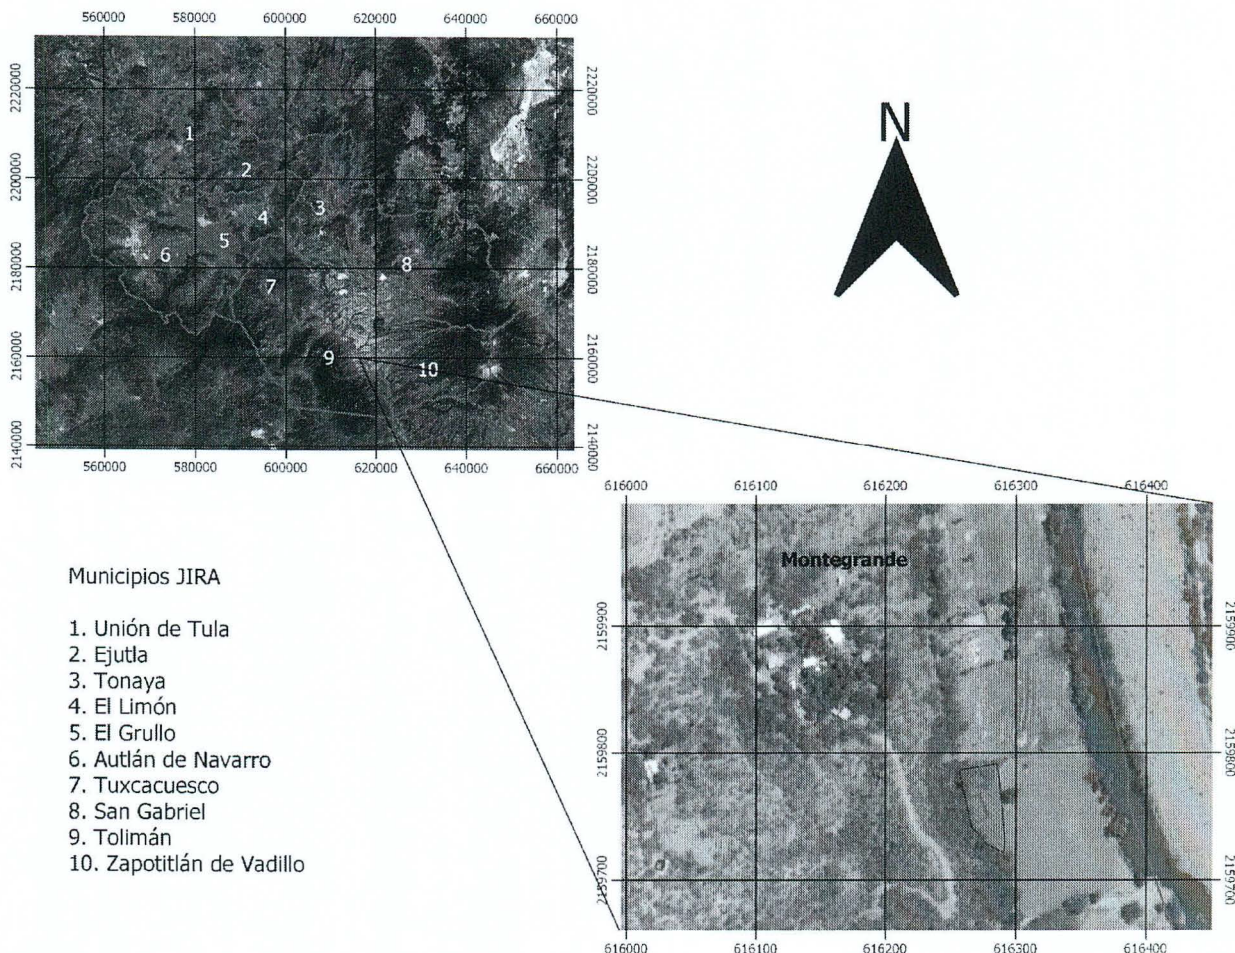 560000 580000 600000 620000 640000 660000
2220000 2220000
1
2
2200000 2200000
3
4
5
6
8
2180000 2180000
7
9
2160000 2160000
10
2140000 2140000
560000 580000 600000 620000 640000 660000
N
Municipios JIRA
1. Unión de Tula
2. Ejutla
3. Tonaya
4. El Limón
5. El Grullo
6. Autlán de Navarro
7. Tuxcacuesco
8. San Gabriel
9. Tolimán
10. Zapotitlán de Vadillo
616000 616100 616200 616300 616400
Montegrande
2159900 2159900
2159800 2159800
2159700 2159700
616000 616100 616200 616300 616400